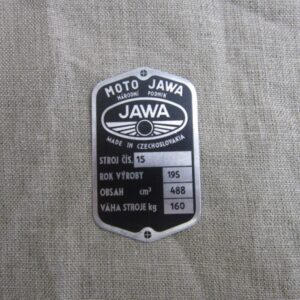 MOTO JAWA
NÁRODNÍ PODNIK
JAWA
MADE IN CZECHOSLOVAKIA
STROJ ČÍS. 15
ROK VÝROBY 195
OBSAH cm³ 488
VÁHA STROJE kg 160